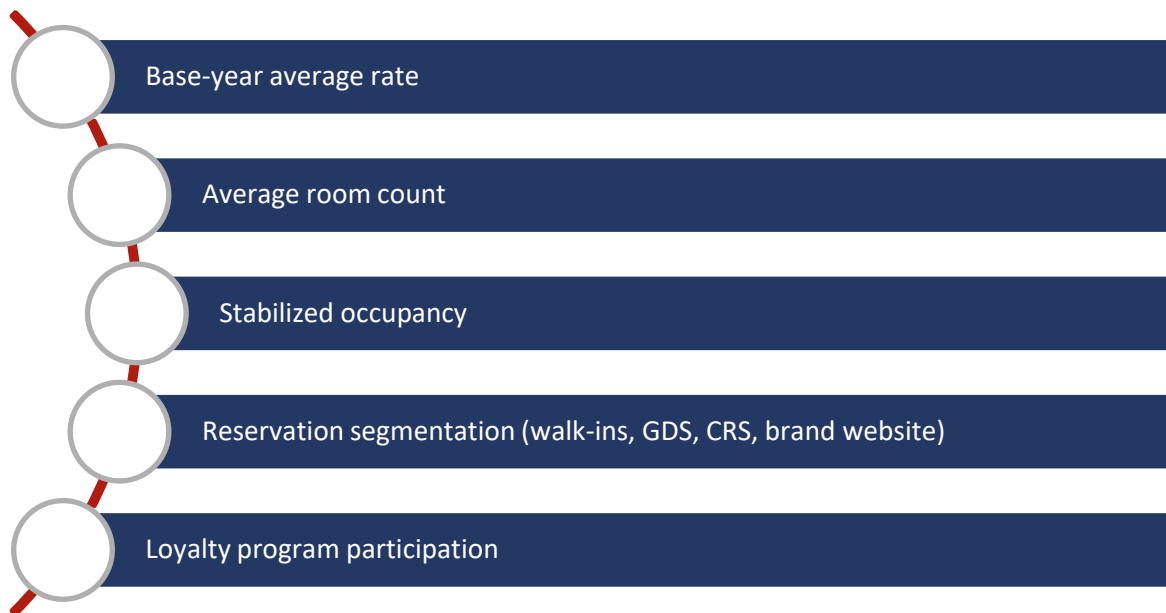 Base-year average rate
Average room count
Stabilized occupancy
Reservation segmentation (walk-ins, GDS, CRS, brand website)
Loyalty program participation